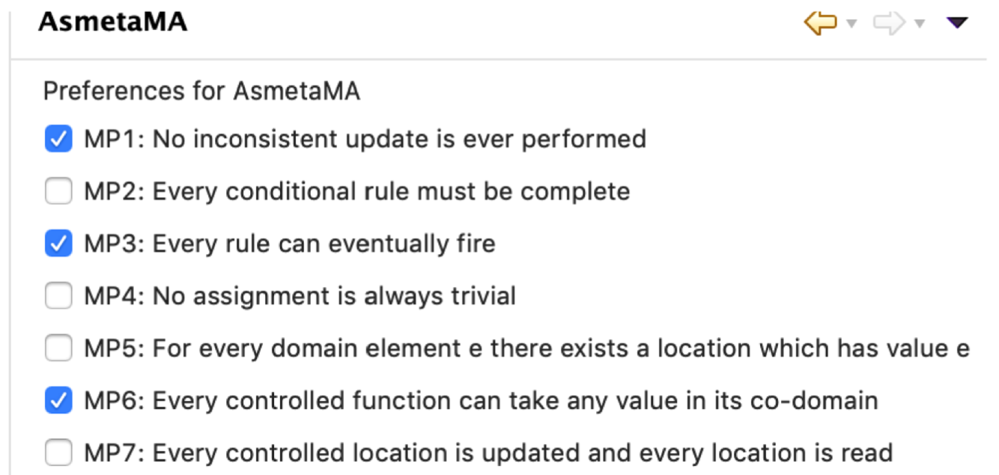 AsmetaMA
Preferences for AsmetaMA
MP1: No inconsistent update is ever performed
MP2: Every conditional rule must be complete
MP3: Every rule can eventually fire
MP4: No assignment is always trivial
MP5: For every domain element e there exists a location which has value e
MP6: Every controlled function can take any value in its co-domain
MP7: Every controlled location is updated and every location is read